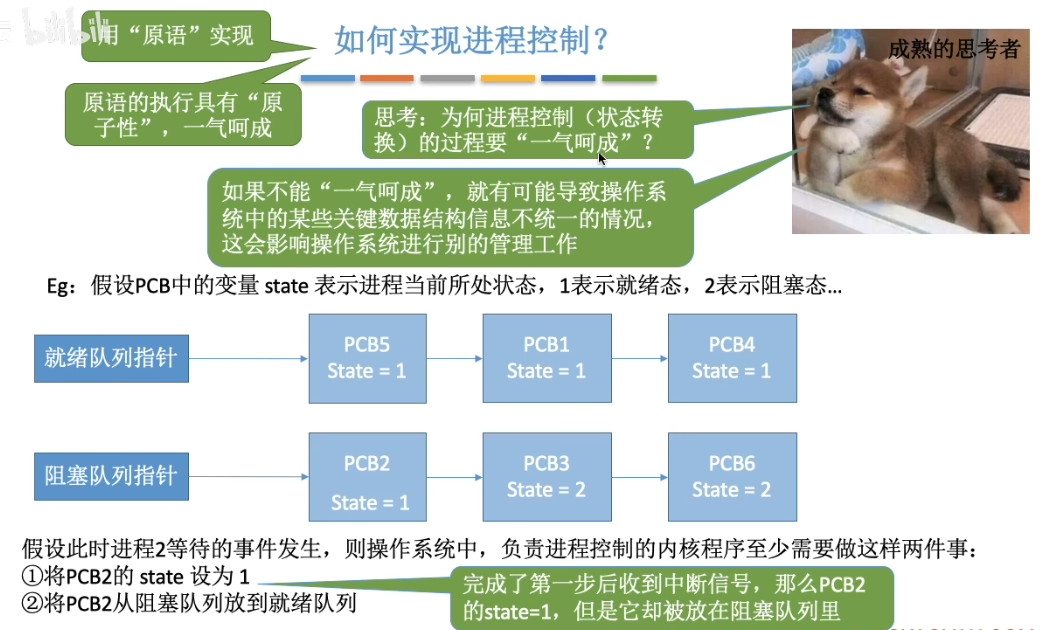 bilibili
用“原语”实现
如何实现进程控制？
成熟的思考者
原语的执行具有“原
子性”，一气呵成
思考：为何进程控制（状态转
换）的过程要“一气呵成”？
如果不能“一气呵成”，就有可能导致操作系
统中的某些关键数据结构信息不统一的情况，
这会影响操作系统进行别的管理工作
Eg：假设PCB中的变量 state 表示进程当前所处状态，1表示就绪态，2表示阻塞态...
就绪队列指针
PCB5
State = 1
PCB1
State = 1
PCB4
State = 1
阻塞队列指针
PCB2
State = 1
PCB3
State = 2
PCB6
State = 2
假设此时进程2等待的事件发生，则操作系统中，负责进程控制的内核程序至少需要做这样两件事：
①将PCB2的 state 设为 1
②将PCB2从阻塞队列放到就绪队列
完成了第一步后收到中断信号，那么PCB2
的state=1，但是它却被放在阻塞队列里